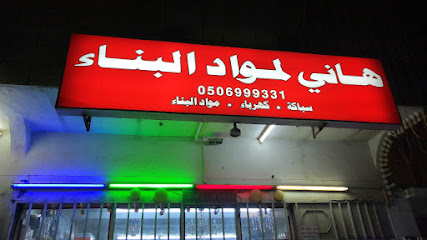 هاني لمواد البناء
0506999331
سباكة . كهرباء . مواد البناء